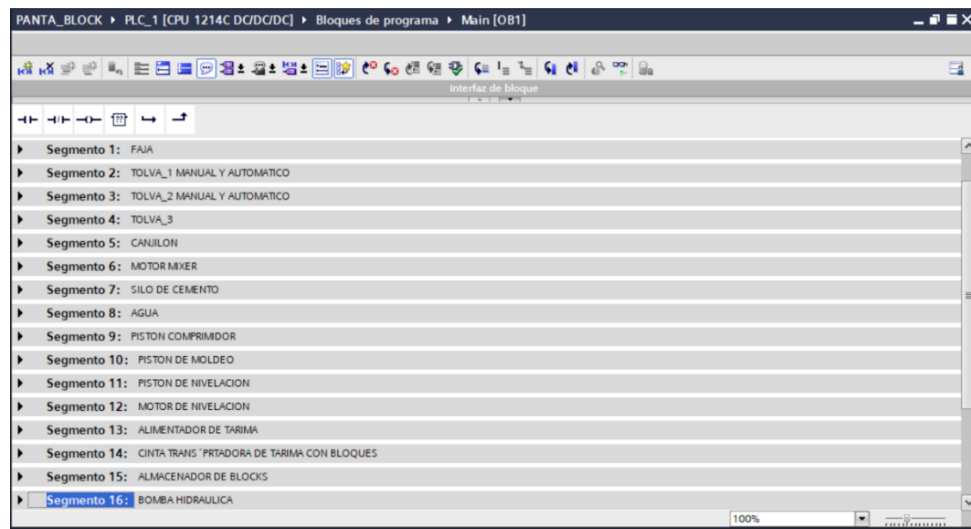 PANTA_BLOCK ▸ PLC_1 [CPU 1214C DC/DC/DC] ▸ Bloques de programa ▸ Main [OB1]
Interfaz de bloque
Segmento 1: FAJA
Segmento 2: TOLVA_1 MANUAL Y AUTOMATICO
Segmento 3: TOLVA_2 MANUAL Y AUTOMATICO
Segmento 4: TOLVA_3
Segmento 5: CANJILON
Segmento 6: MOTOR MIXER
Segmento 7: SILO DE CEMENTO
Segmento 8: AGUA
Segmento 9: PISTON COMPRIMIDOR
Segmento 10: PISTON DE MOLDEO
Segmento 11: PISTON DE NIVELACION
Segmento 12: MOTOR DE NIVELACION
Segmento 13: ALIMENTADOR DE TARIMA
Segmento 14: CINTA TRANS´PRTADORA DE TARIMA CON BLOQUES
Segmento 15: ALMACENADOR DE BLOCKS
Segmento 16: BOMBA HIDRAULICA
100%